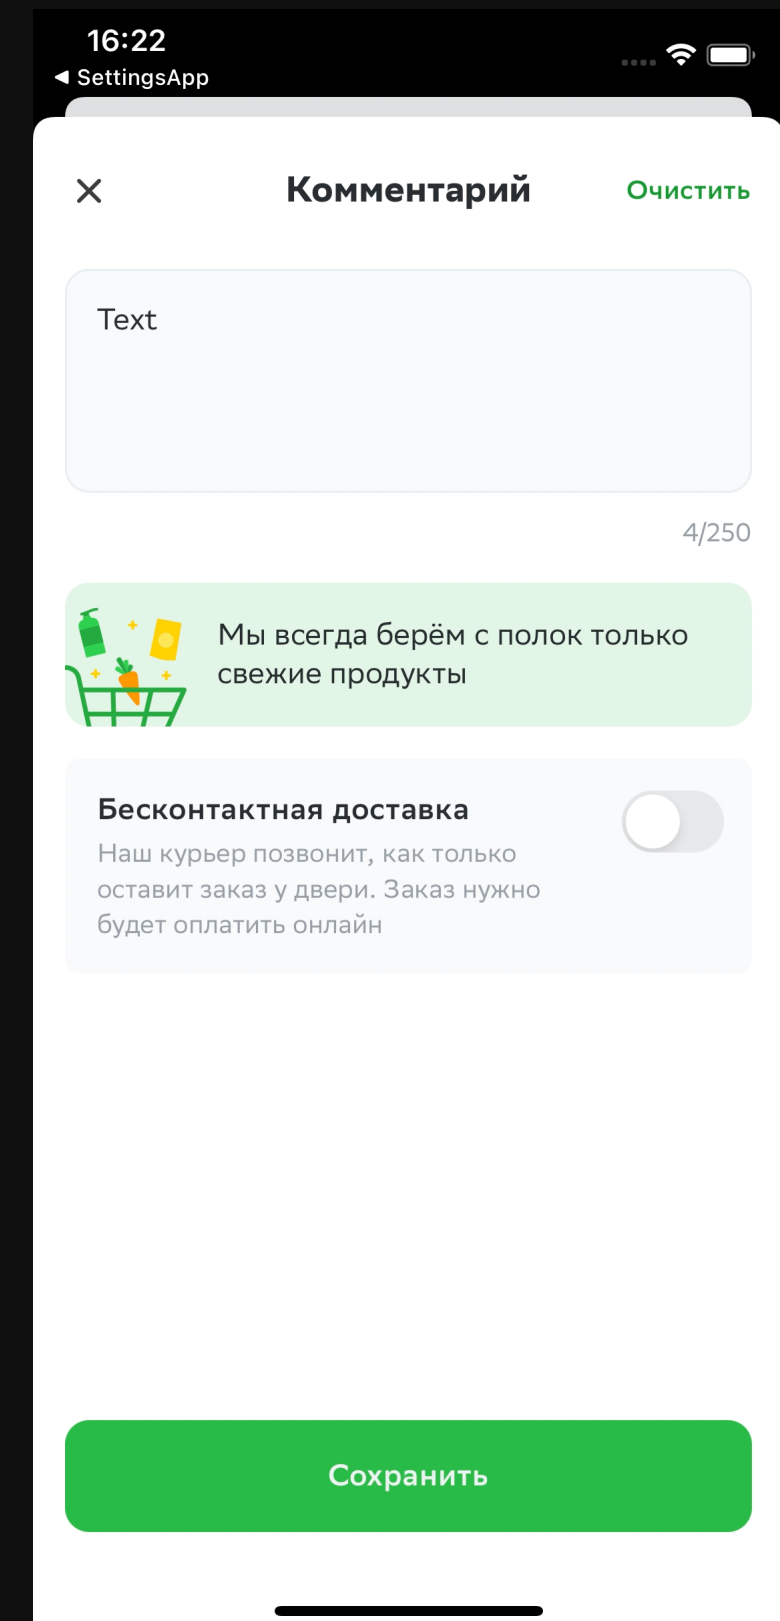 16:22
SettingsApp
Комментарий
Очистить
Text
4/250
Мы всегда берём с полок только
свежие продукты
Бесконтактная доставка
Наш курьер позвонит, как только
оставит заказ у двери. Заказ нужно
будет оплатить онлайн
Сохранить